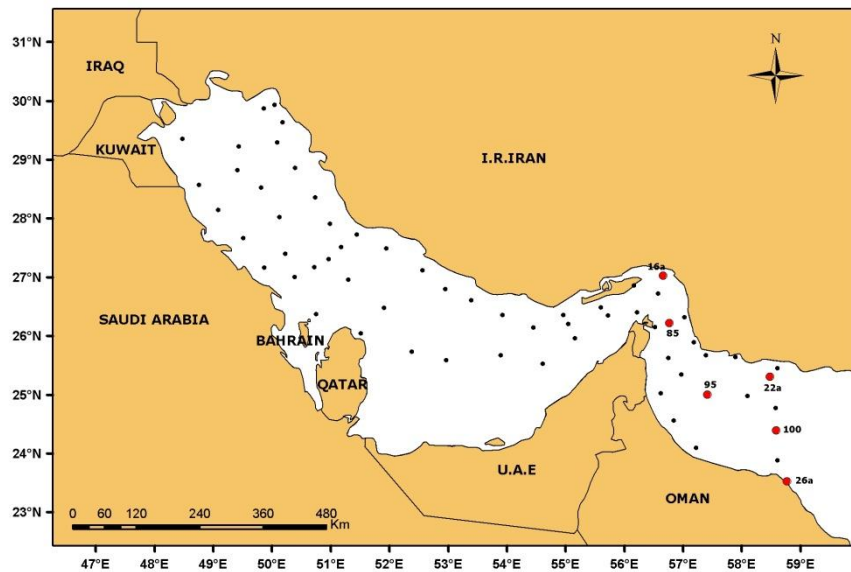 N
31°N
30°N
29°N
28°N
27°N
26°N
25°N
24°N
23°N
IRAQ
KUWAIT
I.R.IRAN
SAUDI ARABIA
BAHRAIN
QATAR
U.A.E
OMAN
16a
85
95
22a
100
26a
0 60 120 240 360 480
Km
47°E 48°E 49°E 50°E 51°E 52°E 53°E 54°E 55°E 56°E 57°E 58°E 59°E